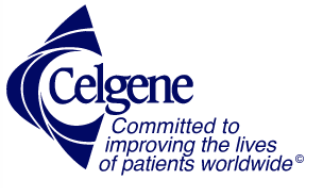 Celgene
Committed to
improving the lives
of patients worldwide©